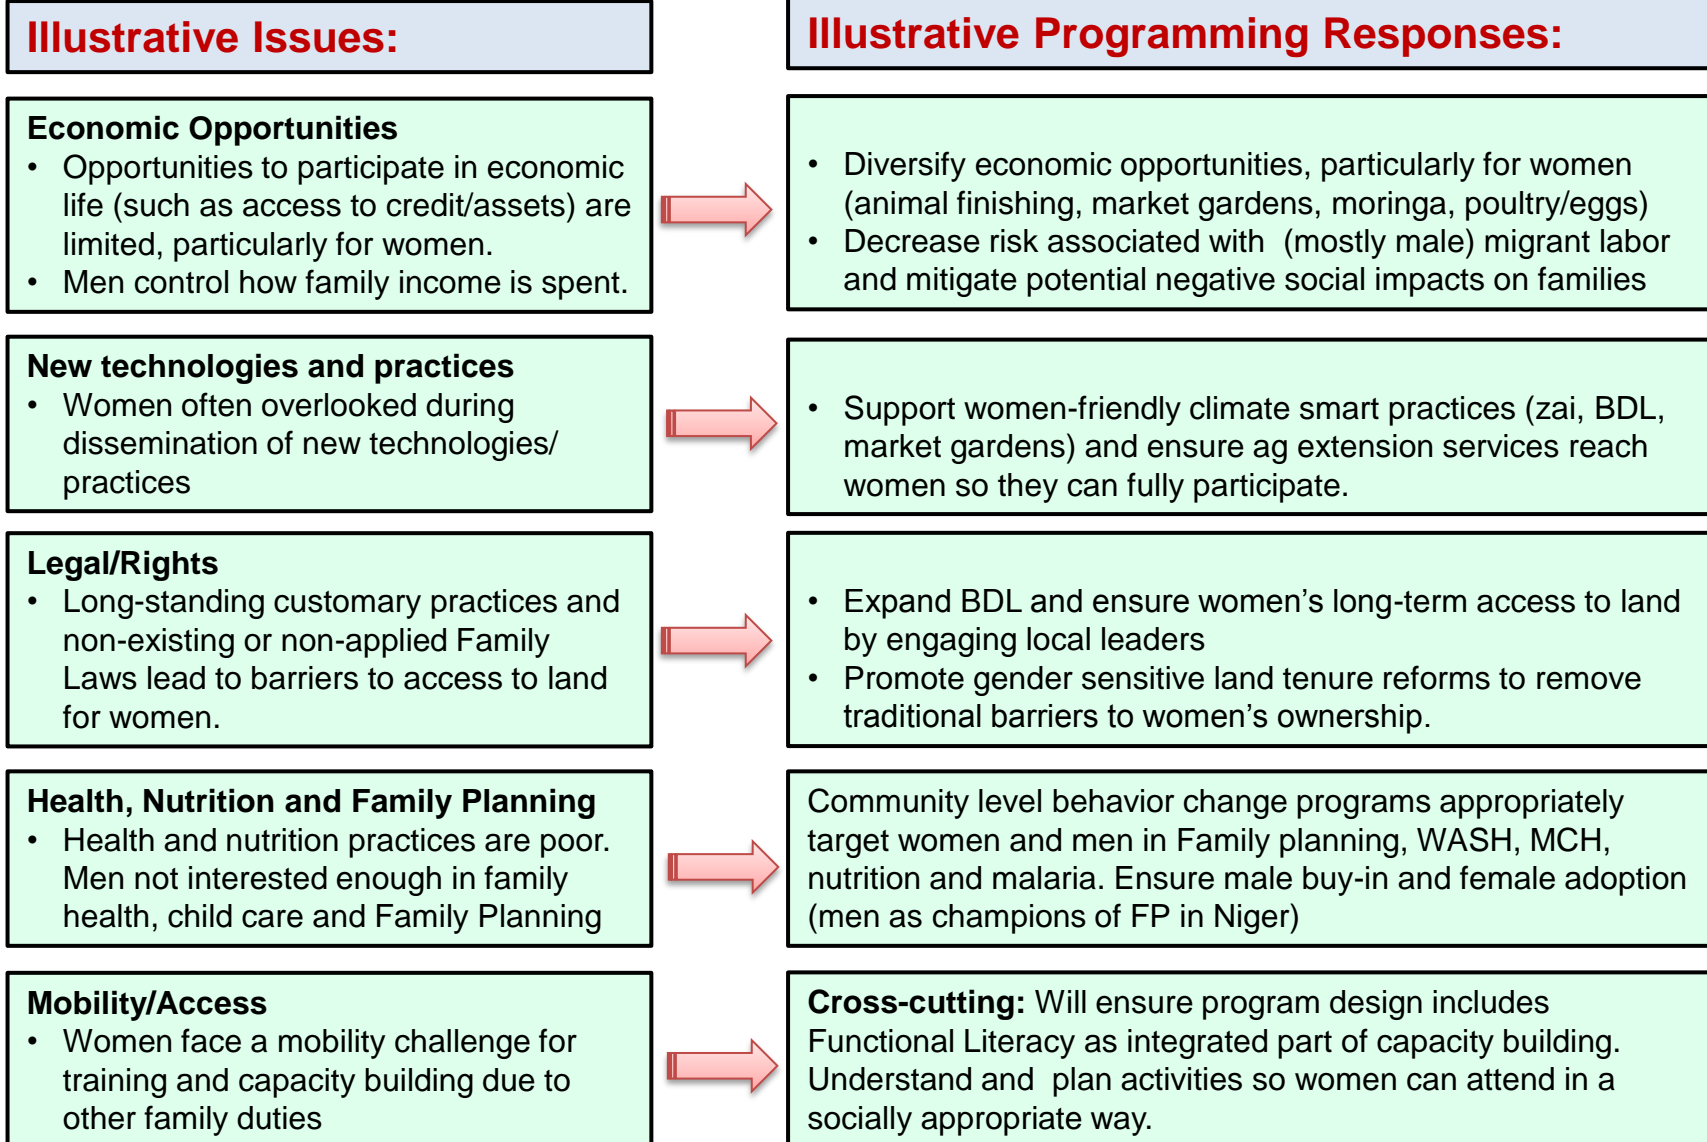 Illustrative Issues:
Illustrative Programming Responses:
Economic Opportunities
• Opportunities to participate in economic
life (such as access to credit/assets) are
limited, particularly for women.
• Men control how family income is spent.
• Diversify economic opportunities, particularly for women
(animal finishing, market gardens, moringa, poultry/eggs)
• Decrease risk associated with (mostly male) migrant labor
and mitigate potential negative social impacts on families
New technologies and practices
• Women often overlooked during
dissemination of new technologies/
practices
• Support women-friendly climate smart practices (zai, BDL,
market gardens) and ensure ag extension services reach
women so they can fully participate.
Legal/Rights
• Long-standing customary practices and
non-existing or non-applied Family
Laws lead to barriers to access to land
for women.
• Expand BDL and ensure women’s long-term access to land
by engaging local leaders
• Promote gender sensitive land tenure reforms to remove
traditional barriers to women’s ownership.
Health, Nutrition and Family Planning
• Health and nutrition practices are poor.
Men not interested enough in family
health, child care and Family Planning
Community level behavior change programs appropriately
target women and men in Family planning, WASH, MCH,
nutrition and malaria. Ensure male buy-in and female adoption
(men as champions of FP in Niger)
Mobility/Access
• Women face a mobility challenge for
training and capacity building due to
other family duties
Cross-cutting: Will ensure program design includes
Functional Literacy as integrated part of capacity building.
Understand and plan activities so women can attend in a
socially appropriate way.